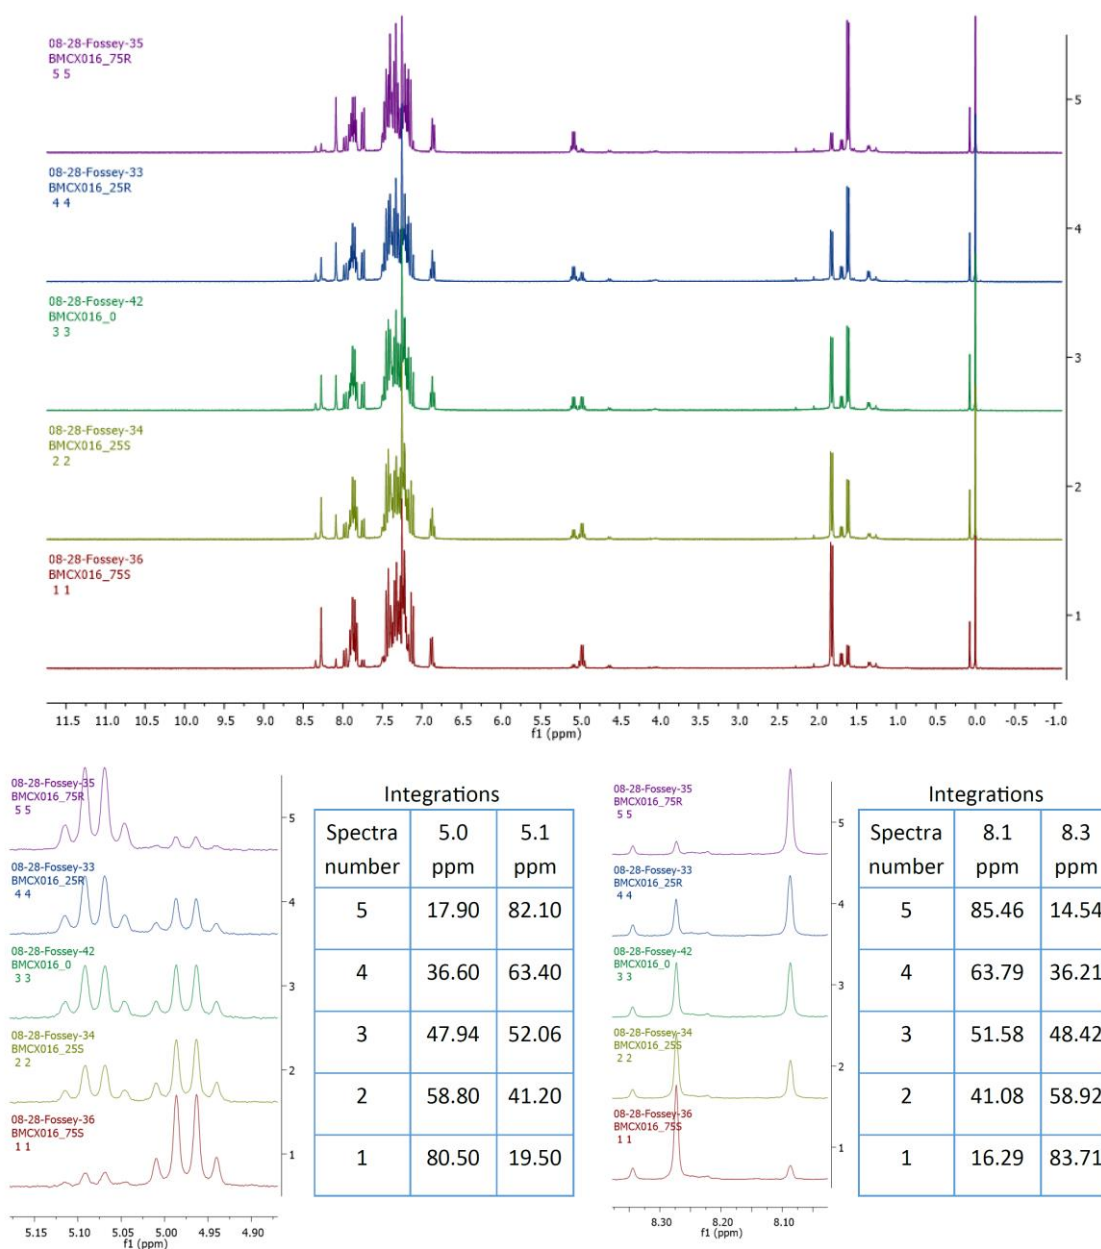 08-28-Fossey-35
BMCX016_75R
5 5
5
08-28-Fossey-33
BMCX016_25R
4 4
4
08-28-Fossey-42
BMCX016_0
3 3
3
08-28-Fossey-34
BMCX016_25S
2 2
2
08-28-Fossey-36
BMCX016_75S
1 1
1
11.5 11.0 10.5 10.0 9.5 9.0 8.5 8.0 7.5 7.0 6.5 6.0 5.5 5.0 4.5 4.0 3.5 3.0 2.5 2.0 1.5 1.0 0.5 0.0 -0.5 -1.0
f1 (ppm)
08-28-Fossey-35
BMCX016_75R
5 5
5
08-28-Fossey-33
BMCX016_25R
4 4
4
08-28-Fossey-42
BMCX016_0
3 3
3
08-28-Fossey-34
BMCX016_25S
2 2
2
08-28-Fossey-36
BMCX016_75S
1 1
1
5.15 5.10 5.05 5.00 4.95 4.90
f1 (ppm)
Integrations
Spectra number 5.0 ppm 5.1 ppm
5 17.90 82.10
4 36.60 63.40
3 47.94 52.06
2 58.80 41.20
1 80.50 19.50
08-28-Fossey-35
BMCX016_75R
5 5
5
08-28-Fossey-33
BMCX016_25R
4 4
4
08-28-Fossey-42
BMCX016_0
3 3
3
08-28-Fossey-34
BMCX016_25S
2 2
2
08-28-Fossey-36
BMCX016_75S
1 1
1
8.30 8.20 8.10
f1 (ppm)
Integrations
Spectra number 8.1 ppm 8.3 ppm
5 85.46 14.54
4 63.79 36.21
3 51.58 48.42
2 41.08 58.92
1 16.29 83.71